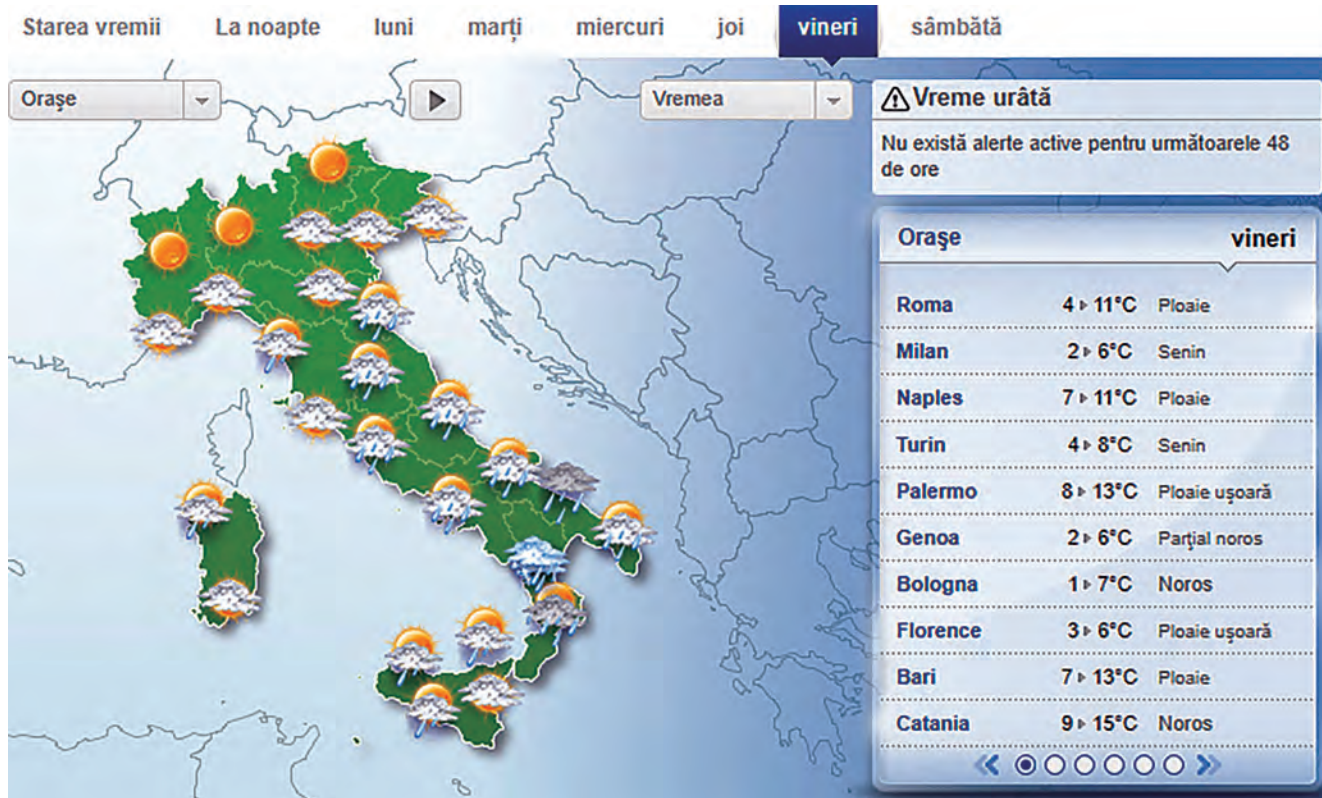 Starea vremii La noapte luni marți miercuri joi vineri sâmbătă
Orașe
Vremea
Vreme urâtă
Nu există alerte active pentru următoarele 48
de ore
Orașe vineri
Roma 4 ▸ 11°C Ploaie
Milan 2 ▸ 6°C Senin
Naples 7 ▸ 11°C Ploaie
Turin 4 ▸ 8°C Senin
Palermo 8 ▸ 13°C Ploaie ușoară
Genoa 2 ▸ 6°C Parțial noros
Bologna 1 ▸ 7°C Noros
Florence 3 ▸ 6°C Ploaie ușoară
Bari 7 ▸ 13°C Ploaie
Catania 9 ▸ 15°C Noros